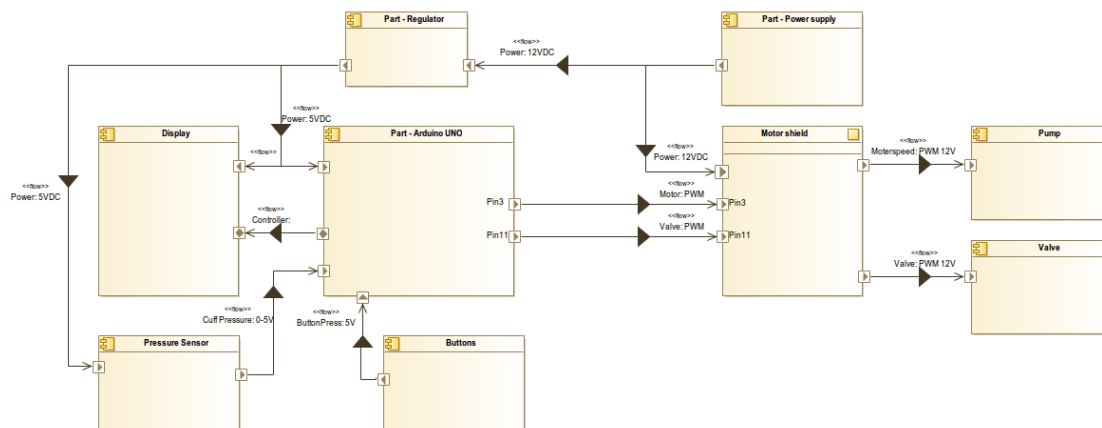 Part - Regulator
Part - Power supply
<<flow>>
Power: 12VDC
<<flow>>
Power: 5VDC
Display
<<flow>>
Part - Arduino UNO
<<flow>>
Power: 12VDC
Motor shield
<<flow>>
Moterspeed: PWM 12V
Pump
<<flow>>
Power: 5VDC
<<flow>>
Controller:
Pin3
Pin11
<<flow>>
Motor: PWM
<<flow>>
Valve: PWM
Pin3
Pin11
<<flow>>
Valve: PWM 12V
Valve
<<flow>>
Cuff Pressure: 0-5V
<<flow>>
ButtonPress: 5V
Pressure Sensor
Buttons